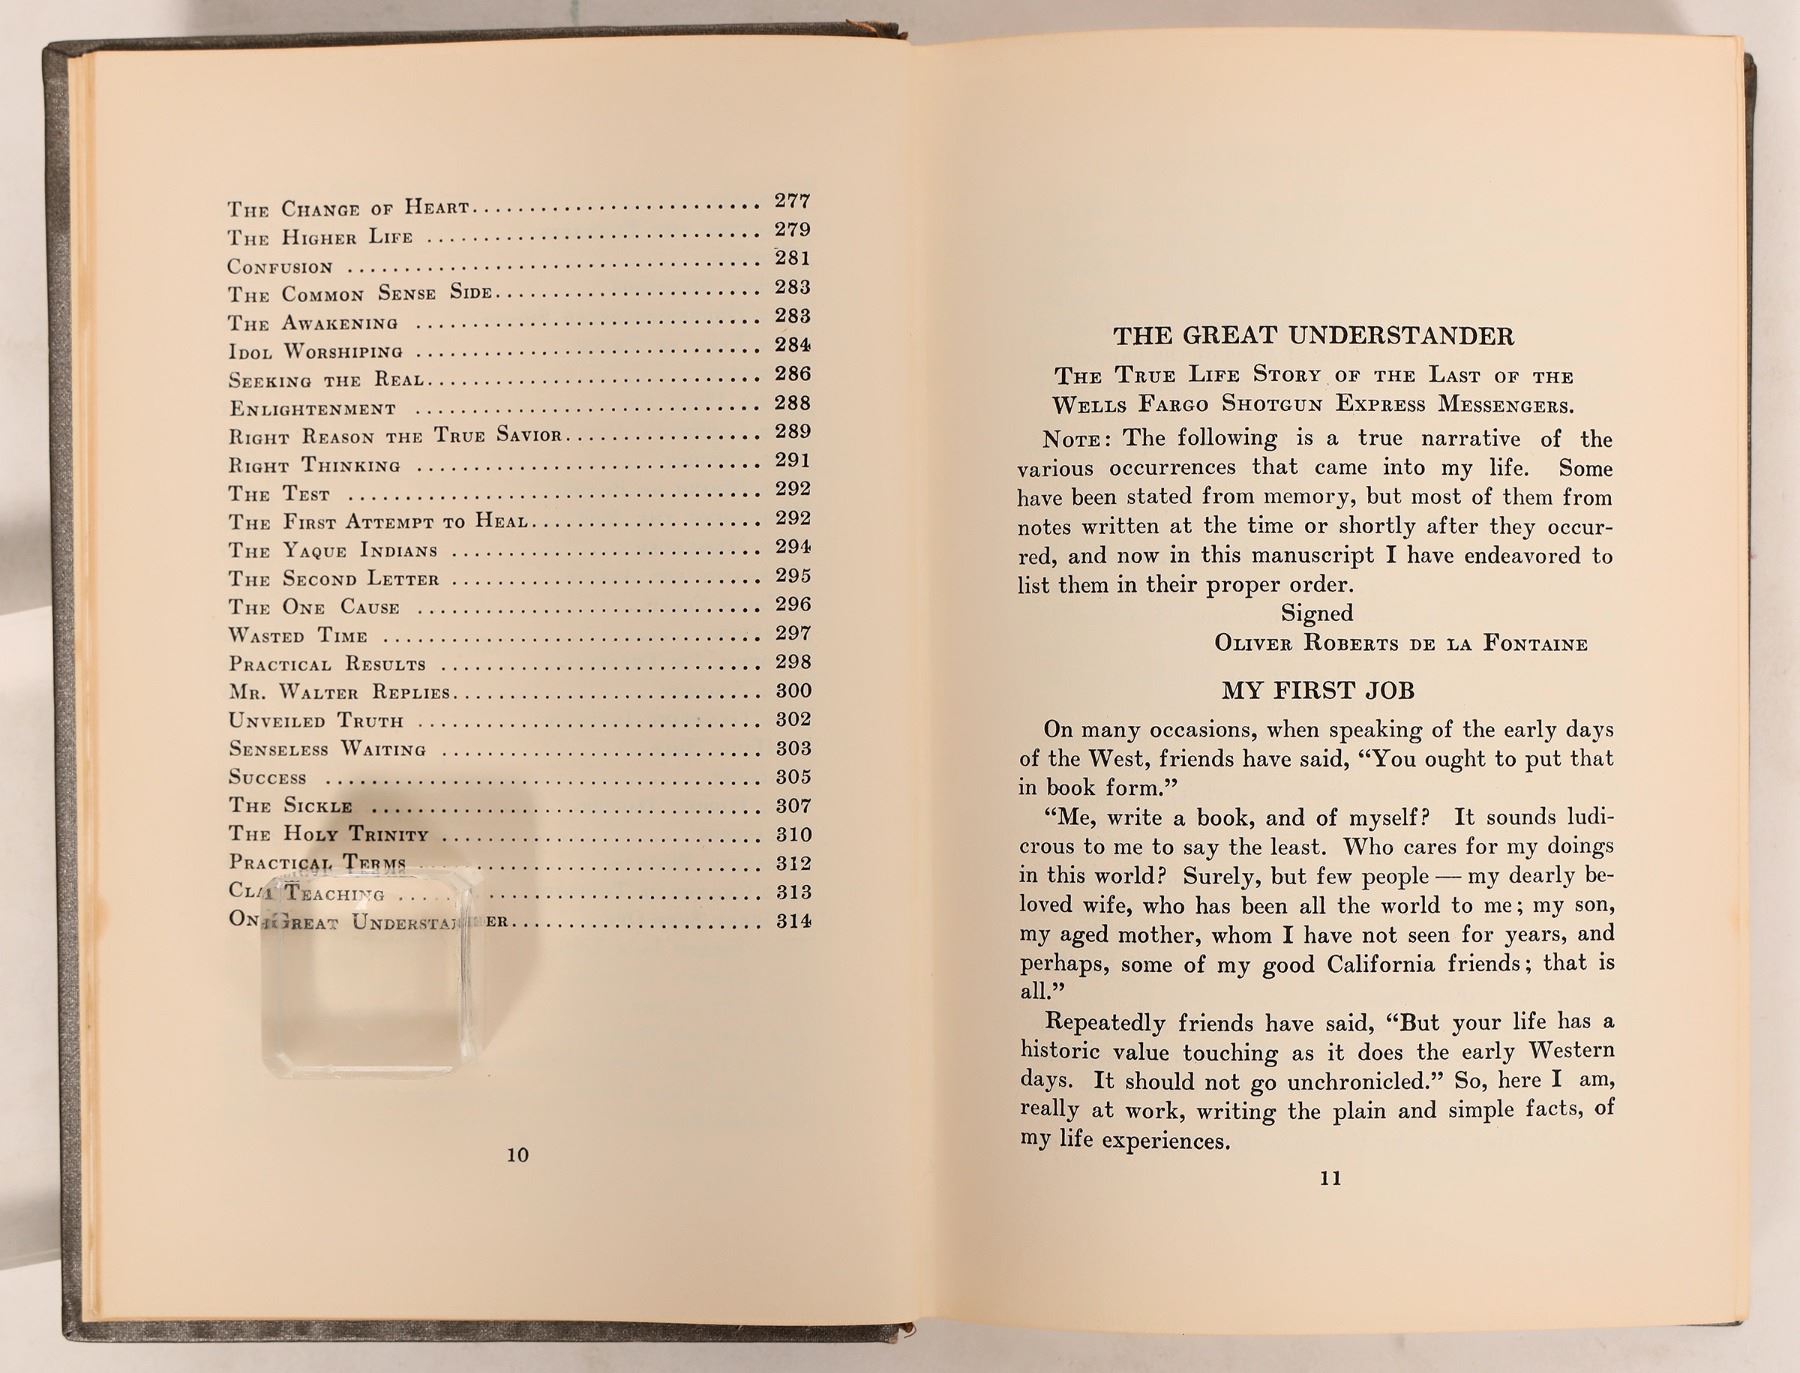 The Change of Heart.......................... 277
The Higher Life .............................. 279
Confusion ..................................... 281
The Common Sense Side........................ 283
The Awakening ............................... 283
Idol Worshiping ............................... 284
Seeking the Real.............................. 286
Enlightenment ............................... 288
Right Reason the True Savior................. 289
Right Thinking ............................... 291
The Test ..................................... 292
The First Attempt to Heal.................... 292
The Yaque Indians ............................ 294
The Second Letter ............................ 295
The One Cause ............................... 296
Wasted Time .................................. 297
Practical Results ............................ 298
Mr. Walter Replies............................ 300
Unveiled Truth ............................... 302
Senseless Waiting ............................ 303
Success ....................................... 305
The Sickle ................................... 307
The Holy Trinity ............................. 310
Practical Terms .............................. 312
Teaching ................................ 313
Great Understander...................... 314
10
THE GREAT UNDERSTANDER
The True Life Story of the Last of the
Wells Fargo Shotgun Express Messengers.
Note: The following is a true narrative of the
various occurrences that came into my life. Some
have been stated from memory, but most of them from
notes written at the time or shortly after they occur-
red, and now in this manuscript I have endeavored to
list them in their proper order.
Signed
Oliver Roberts de la Fontaine
MY FIRST JOB
On many occasions, when speaking of the early days
of the West, friends have said, “You ought to put that
in book form.”
“Me, write a book, and of myself? It sounds ludi-
crous to me to say the least. Who cares for my doings
in this world? Surely, but few people — my dearly be-
loved wife, who has been all the world to me; my son,
my aged mother, whom I have not seen for years, and
perhaps, some of my good California friends; that is
all.”
Repeatedly friends have said, “But your life has a
historic value touching as it does the early Western
days. It should not go unchronicled.” So, here I am,
really at work, writing the plain and simple facts, of
my life experiences.
11